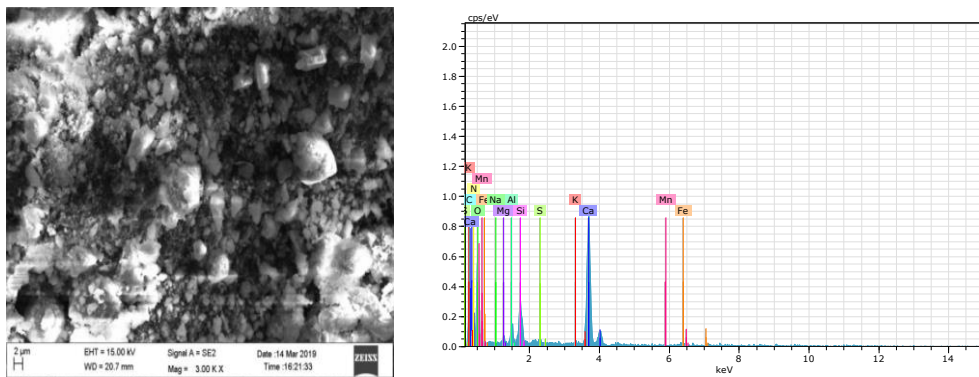 2 µm
EHT = 15.00 kV
WD = 20.7 mm
Signal A = SE2
Mag = 3.00 K X
Date :14 Mar 2019
Time :16:21:33
ZEISS
cps/eV
2.0
1.8
1.6
1.4
1.2
1.0
0.8
0.6
0.4
0.2
0.0
K
Mn
N
C Fe Na Al
S O Mg Si S K Ca Mn Fe
Ca
2 4 6 8 10 12 14
keV